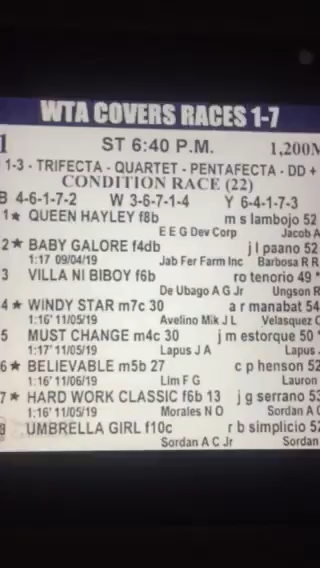 WTA COVERS RACES 1-7
1 ST 6:40 P.M. 1,200M
1-3 - TRIFECTA - QUARTET - PENTAFECTA - DD +
CONDITION RACE (22)
B 4-6-1-7-2 W 3-6-7-1-4 Y 6-4-1-7-3
1★ QUEEN HAYLEY f8b m s lambojo 52
E E G Dev Corp Jacob A
2★ BABY GALORE f4db j l paano 52
1:17 09/04/19 Jab Fer Farm Inc Barbosa R R
3 VILLA NI BIBOY f6b ro tenorio 49 *
De Ubago A G Jr Ungson R
4★ WINDY STAR m7c 30 a r manabat 54
1:16' 11/05/19 Avelino Mik J L Velasquez C
5 MUST CHANGE m4c 30 j m estorque 50 *
1:17' 11/05/19 Lapus J A Lapus
6★ BELIEVABLE m5b 27 c p henson 52
1:16' 11/06/19 Lim F G Lauron
7★ HARD WORK CLASSIC f6b 13 j g serrano 53
1:16' 11/05/19 Morales N O Sordan A C
8 UMBRELLA GIRL f10c r b simplicio 52
Sordan A C Jr Sordan